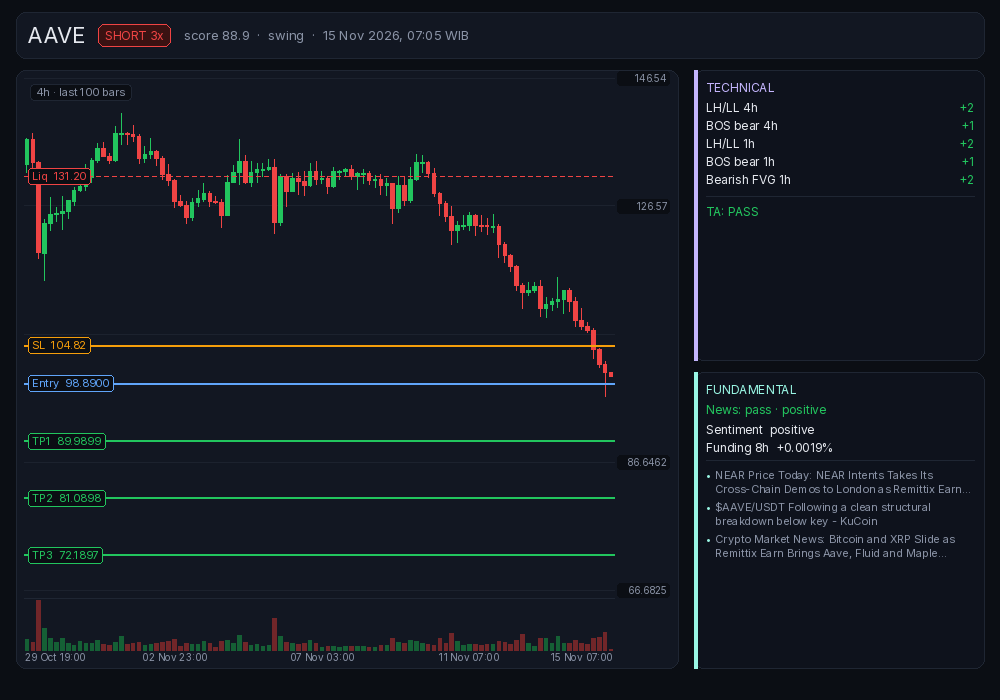 AAVE SHORT 3x score 88.9 · swing · 15 Nov 2026, 07:05 WIB
4h · last 100 bars
146.54
Liq 131.20
126.57
SL 104.82
Entry 98.8900
TP1 89.9899
86.6462
TP2 81.0898
TP3 72.1897
66.6825
29 Oct 19:00 02 Nov 23:00 07 Nov 03:00 11 Nov 07:00 15 Nov 07:00
TECHNICAL
LH/LL 4h +2
BOS bear 4h +1
LH/LL 1h +2
BOS bear 1h +1
Bearish FVG 1h +2
TA: PASS
FUNDAMENTAL
News: pass · positive
Sentiment positive
Funding 8h +0.0019%
• NEAR Price Today: NEAR Intents Takes Its
Cross-Chain Demos to London as Remittix Earn...
• $AAVE/USDT Following a clean structural
breakdown below key - KuCoin
• Crypto Market News: Bitcoin and XRP Slide as
Remittix Earn Brings Aave, Fluid and Maple...